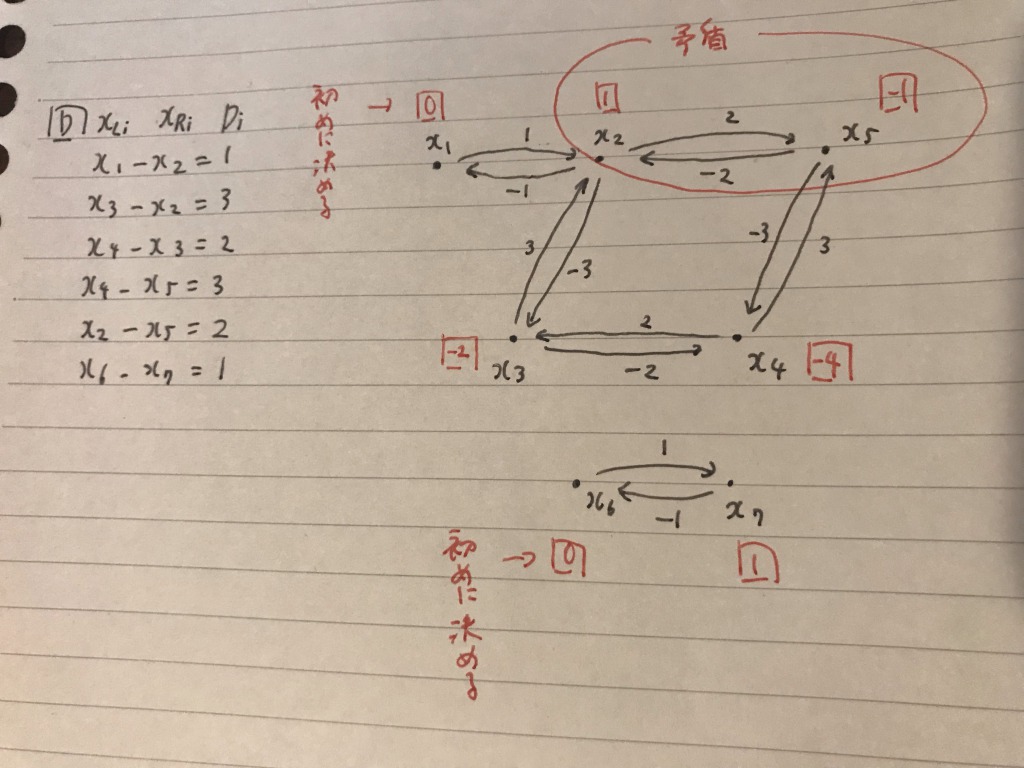 D x_{Li} x_{Ri} D_i
x_1 - x_2 = 1
x_3 - x_2 = 3
x_4 - x_3 = 2
x_4 - x_5 = 3
x_2 - x_5 = 2
x_6 - x_7 = 1
初めに決める → 0
x_1
1
-1
矛盾
1
x_2
2
-2
-1
x_5
3
-3
-3
3
-2
x_3
2
-2
x_4
-4
1
-1
x_6
x_7
初めに決める → 0
1